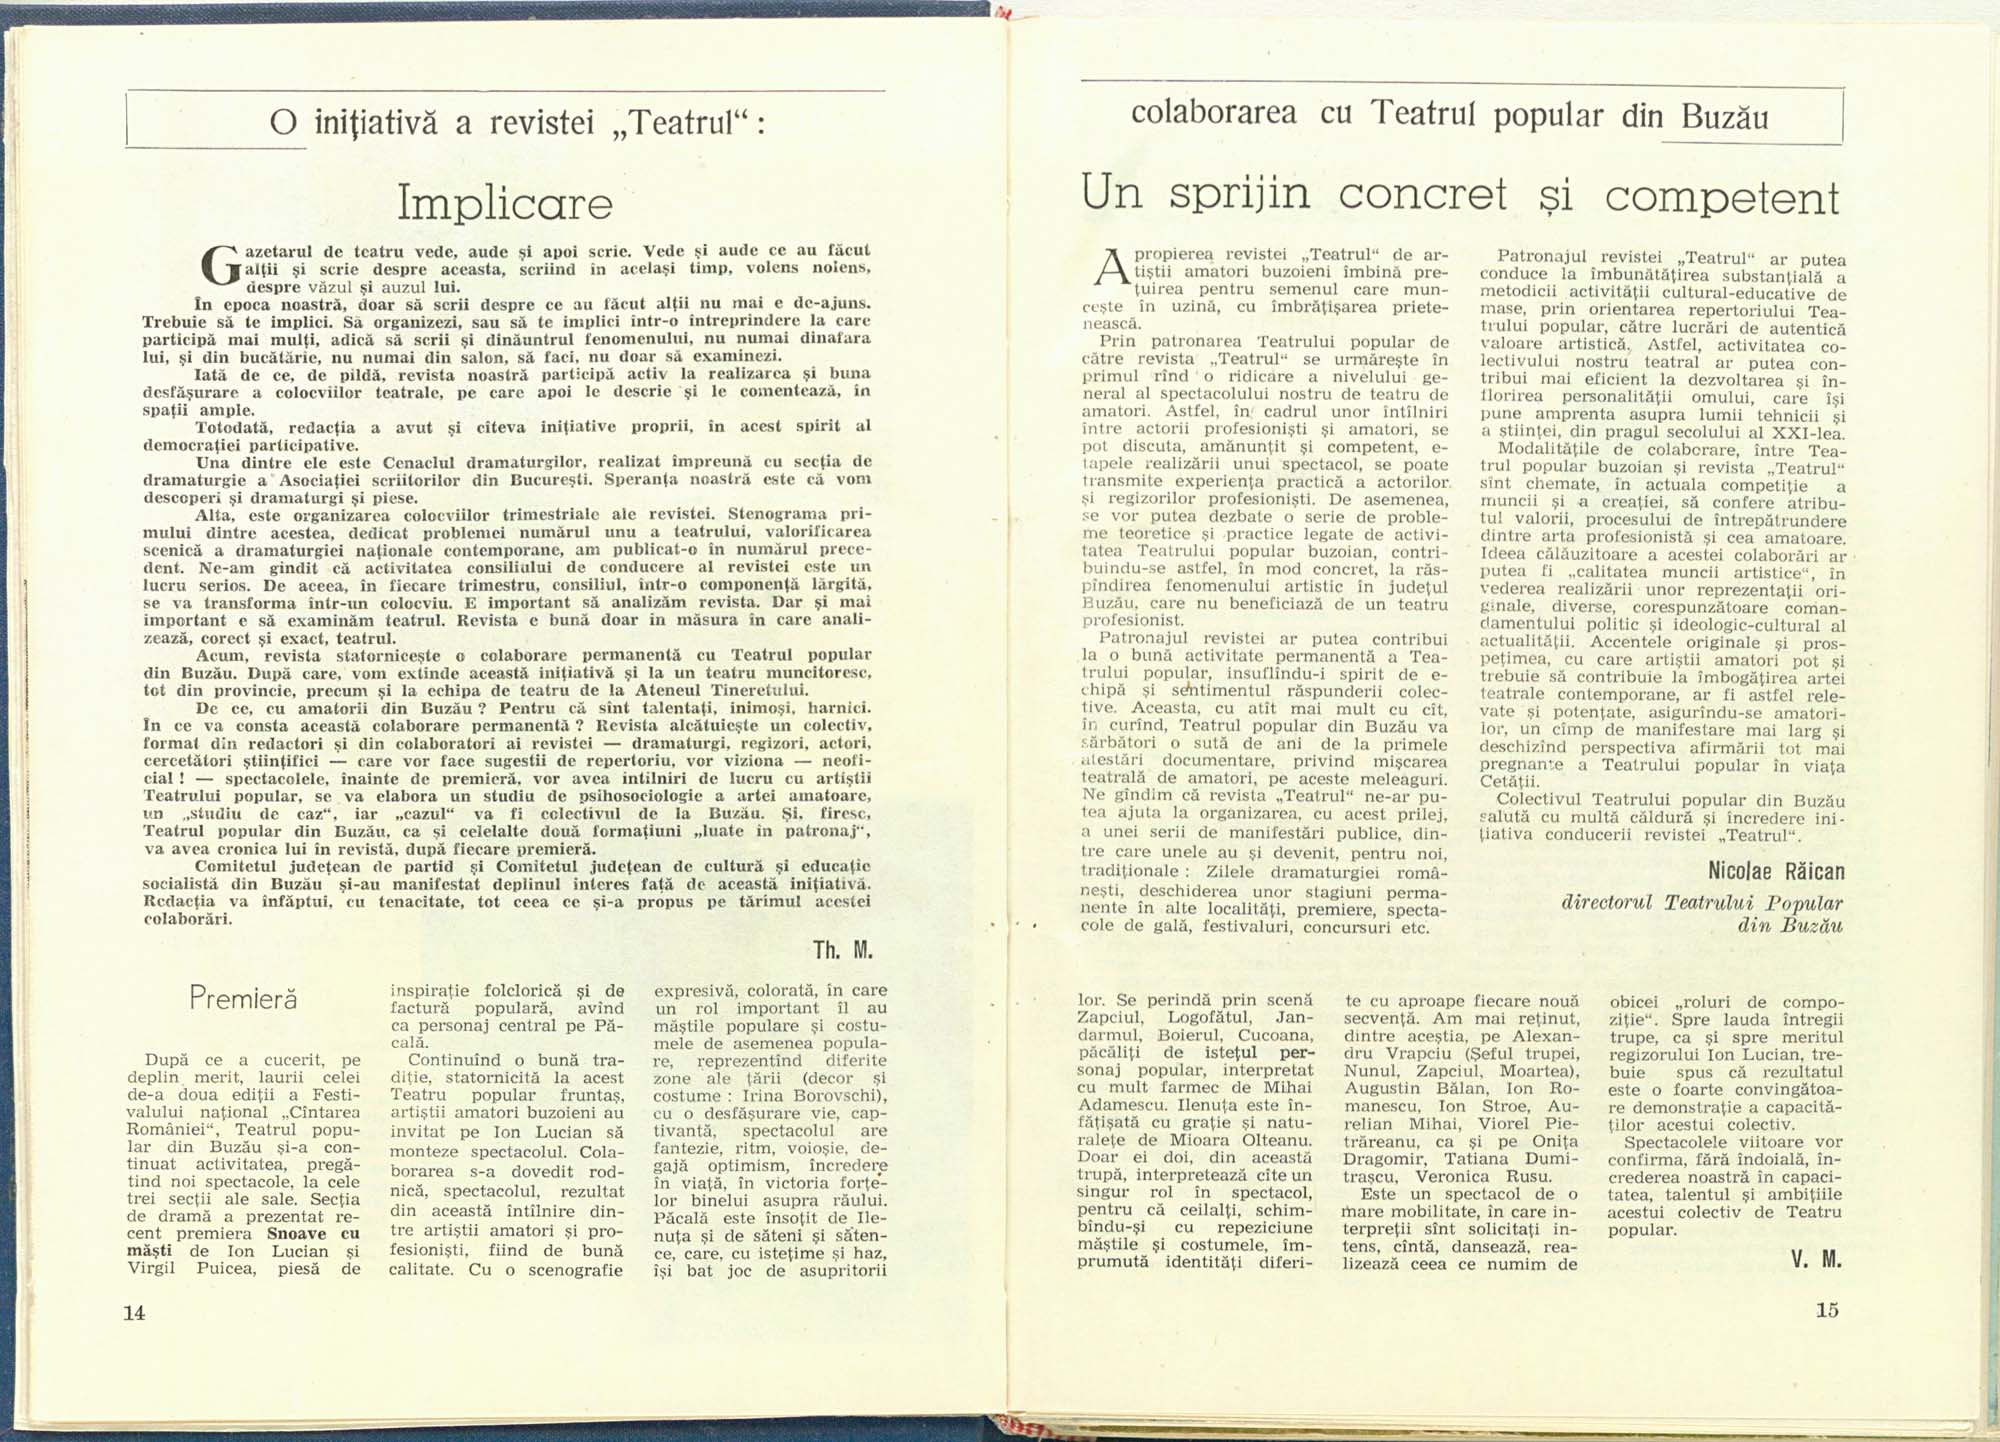 O inițiativă a revistei „Teatrul“ :
Implicare
Gazetarul de teatru vede, aude și apoi scrie. Vede și aude ce au făcut
alții și scrie despre aceasta, scriind în același timp, volens nolens,
despre văzul și auzul lui.
În epoca noastră, doar să scrii despre ce au făcut alții nu mai e de-ajuns.
Trebuie să te implici. Să organizezi, sau să te implici într-o întreprindere la care
participă mai mulți, adică să scrii și dinăuntrul fenomenului, nu numai dinafara
lui, și din bucătărie, nu numai din salon, să faci, nu doar să examinezi.
Iată de ce, de pildă, revista noastră participă activ la realizarea și buna
desfășurare a colocviilor teatrale, pe care apoi le descrie și le comentează, în
spații ample.
Totodată, redacția a avut și cîteva inițiative proprii, în acest spirit al
democrației participative.
Una dintre ele este Cenaclul dramaturgilor, realizat împreună cu secția de
dramaturgie a Asociației scriitorilor din București. Speranța noastră este că vom
descoperi și dramaturgi și piese.
Alta, este organizarea colocviilor trimestriale ale revistei. Stenograma pri-
mului dintre acestea, dedicat problemei numărul unu a teatrului, valorificarea
scenică a dramaturgiei naționale contemporane, am publicat-o în numărul prece-
dent. Ne-am gîndit că activitatea consiliului de conducere al revistei este un
lucru serios. De aceea, în fiecare trimestru, consiliul, într-o componență lărgită,
se va transforma într-un colocviu. E important să analizăm revista. Dar și mai
important e să examinăm teatrul. Revista e bună doar în măsura în care anali-
zează, corect și exact, teatrul.
Acum, revista statornicește o colaborare permanentă cu Teatrul popular
din Buzău. După care, vom extinde această inițiativă și la un teatru muncitoresc,
tot din provincie, precum și la echipa de teatru de la Ateneul Tineretului.
De ce, cu amatorii din Buzău ? Pentru că sînt talentați, inimoși, harnici.
În ce va consta această colaborare permanentă ? Revista alcătuiește un colectiv,
format din redactori și din colaboratori ai revistei — dramaturgi, regizori, actori,
cercetători științifici — care vor face sugestii de repertoriu, vor viziona — neofi-
cial ! — spectacolele, înainte de premieră, vor avea întîlniri de lucru cu artiștii
Teatrului popular, se va elabora un studiu de psihosociologie a artei amatoare,
un „studiu de caz“, iar „cazul“ va fi colectivul de la Buzău. Și, firesc,
Teatrul popular din Buzău, ca și celelalte două formațiuni „luate în patronaj“,
va avea cronica lui în revistă, după fiecare premieră.
Comitetul județean de partid și Comitetul județean de cultură și educație
socialistă din Buzău și-au manifestat deplinul interes față de această inițiativă.
Redacția va înfăptui, cu tenacitate, tot ceea ce și-a propus pe tărîmul acestei
colaborări.
Th. M.
Premieră
După ce a cucerit, pe
deplin merit, laurii celei
de-a doua ediții a Festi-
valului național „Cîntarea
României“, Teatrul popu-
lar din Buzău și-a con-
tinuat activitatea, pregă-
tind noi spectacole, la cele
trei secții ale sale. Secția
de dramă a prezentat re-
cent premiera Snoave cu
măști de Ion Lucian și
Virgil Puicea, piesă de
inspirație folclorică și de
factură populară, avînd
ca personaj central pe Pă-
cală.
Continuînd o bună tra-
diție, statornicită la acest
Teatru popular fruntaș,
artiștii amatori buzoieni au
invitat pe Ion Lucian să
monteze spectacolul. Cola-
borarea s-a dovedit rod-
nică, spectacolul, rezultat
din această întîlnire din-
tre artiștii amatori și pro-
fesioniști, fiind de bună
calitate. Cu o scenografie
expresivă, colorată, în care
un rol important îl au
măștile populare și costu-
mele de asemenea popula-
re, reprezentînd diferite
zone ale țării (decor și
costume : Irina Borovschi),
cu o desfășurare vie, cap-
tivantă, spectacolul are
fantezie, ritm, voioșie, de-
gajă optimism, încredere
în viață, în victoria forțe-
lor binelui asupra răului.
Păcală este însoțit de Ile-
nuța și de săteni și săten-
ce, care, cu istețime și haz,
își bat joc de asupritorii
14
colaborarea cu Teatrul popular din Buzău
Un sprijin concret și competent
Apropierea revistei „Teatrul“ de ar-
tiștii amatori buzoieni îmbină pre-
țuirea pentru semenul care mun-
cește în uzină, cu îmbrățișarea priete-
nească.
Prin patronarea Teatrului popular de
către revista „Teatrul“ se urmărește în
primul rînd o ridicare a nivelului ge-
neral al spectacolului nostru de teatru de
amatori. Astfel, în cadrul unor întîlniri
între actorii profesioniști și amatori, se
pot discuta, amănunțit și competent, e-
tapele realizării unui spectacol, se poate
transmite experiența practică a actorilor
și regizorilor profesioniști. De asemenea,
se vor putea dezbate o serie de proble-
me teoretice și practice legate de activi-
tatea Teatrului popular buzoian, contri-
buindu-se astfel, în mod concret, la răs-
pîndirea fenomenului artistic în județul
Buzău, care nu beneficiază de un teatru
profesionist.
Patronajul revistei ar putea contribui
la o bună activitate permanentă a Tea-
trului popular, insuflîndu-i spirit de e-
chipă și sentimentul răspunderii colec-
tive. Aceasta, cu atît mai mult cu cît,
în curînd, Teatrul popular din Buzău va
sărbători o sută de ani de la primele
atestări documentare, privind mișcarea
teatrală de amatori, pe aceste meleaguri.
Ne gîndim că revista „Teatrul“ ne-ar pu-
tea ajuta la organizarea, cu acest prilej,
a unei serii de manifestări publice, din-
tre care unele au și devenit, pentru noi,
tradiționale : Zilele dramaturgiei româ-
nești, deschiderea unor stagiuni perma-
nente în alte localități, premiere, specta-
cole de gală, festivaluri, concursuri etc.
Patronajul revistei „Teatrul“ ar putea
conduce la îmbunătățirea substanțială a
metodicii activității cultural-educative de
mase, prin orientarea repertoriului Tea-
trului popular, către lucrări de autentică
valoare artistică. Astfel, activitatea co-
lectivului nostru teatral ar putea con-
tribui mai eficient la dezvoltarea și în-
florirea personalității omului, care își
pune amprenta asupra lumii tehnicii și
a științei, din pragul secolului al XXI-lea.
Modalitățile de colaborare, între Tea-
trul popular buzoian și revista „Teatrul“
sînt chemate, în actuala competiție a
muncii și a creației, să confere atribu-
tul valorii, procesului de întrepătrundere
dintre arta profesionistă și cea amatoare.
Ideea călăuzitoare a acestei colaborări ar
putea fi „calitatea muncii artistice“, în
vederea realizării unor reprezentații ori-
ginale, diverse, corespunzătoare coman-
damentului politic și ideologic-cultural al
actualității. Accentele originale și pros-
pețimea, cu care artiștii amatori pot și
trebuie să contribuie la îmbogățirea artei
teatrale contemporane, ar fi astfel rele-
vate și potențate, asigurîndu-se amatori-
lor, un cîmp de manifestare mai larg și
deschizînd perspectiva afirmării tot mai
pregnante a Teatrului popular în viața
Cetății.
Colectivul Teatrului popular din Buzău
salută cu multă căldură și încredere ini-
țiativa conducerii revistei „Teatrul“.
Nicolae Răican
directorul Teatrului Popular
din Buzău
lor. Se perindă prin scenă
Zapciul, Logofătul, Jan-
darmul, Boierul, Cucoana,
păcăliți de istețul per-
sonaj popular, interpretat
cu mult farmec de Mihai
Adamescu. Ilenuța este în-
fățișată cu grație și natu-
ralețe de Mioara Olteanu.
Doar ei doi, din această
trupă, interpretează cîte un
singur rol în spectacol,
pentru că ceilalți, schim-
bîndu-și cu repeziciune
măștile și costumele, îm-
prumută identități diferi-
te cu aproape fiecare nouă
secvență. Am mai reținut,
dintre aceștia, pe Alexan-
dru Vrapciu (Șeful trupei,
Nunul, Zapciul, Moartea),
Augustin Bălan, Ion Ro-
manescu, Ion Stroe, Au-
relian Mihai, Viorel Pie-
trăreanu, ca și pe Onița
Dragomir, Tatiana Dumi-
trașcu, Veronica Rusu.
Este un spectacol de o
mare mobilitate, în care in-
terpreții sînt solicitați in-
tens, cîntă, dansează, rea-
lizează ceea ce numim de
obicei „roluri de compo-
ziție“. Spre lauda întregii
trupe, ca și spre meritul
regizorului Ion Lucian, tre-
buie spus că rezultatul
este o foarte convingătoa-
re demonstrație a capacită-
ților acestui colectiv.
Spectacolele viitoare vor
confirma, fără îndoială, în-
crederea noastră în capaci-
tatea, talentul și ambițiile
acestui colectiv de Teatru
popular.
V. M.
15